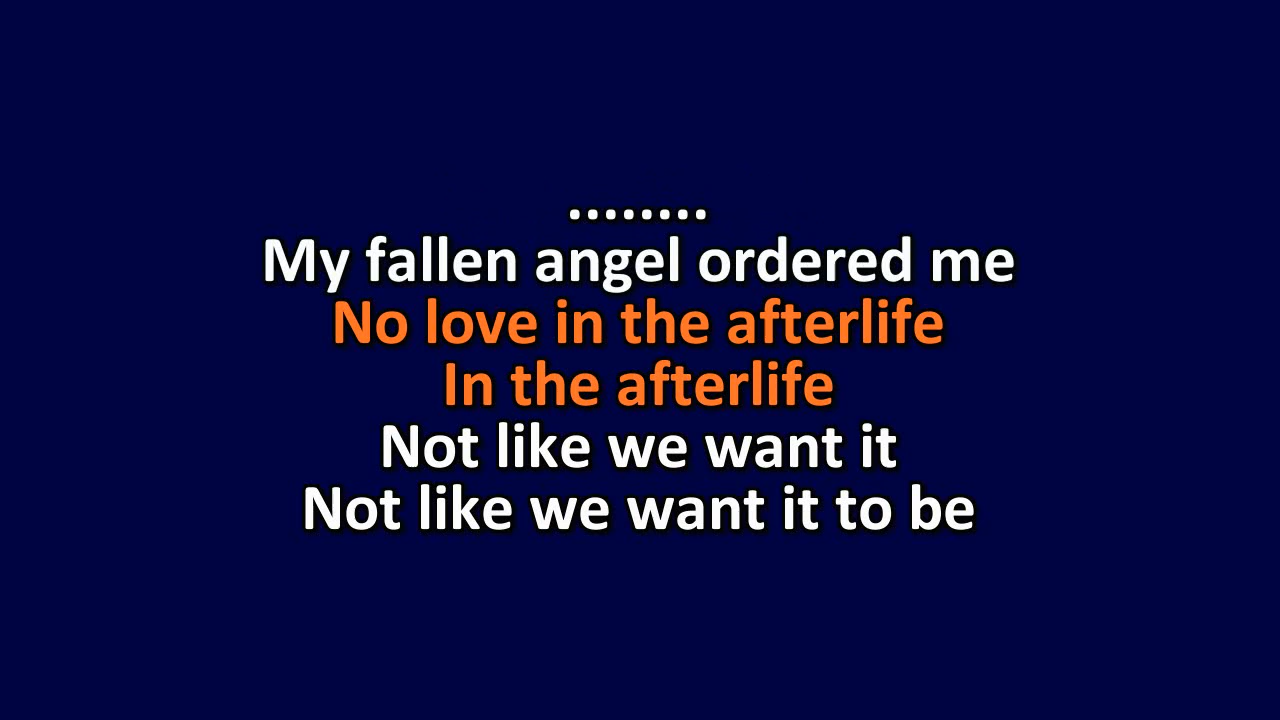 ........
My fallen angel ordered me
No love in the afterlife
In the afterlife
Not like we want it
Not like we want it to be